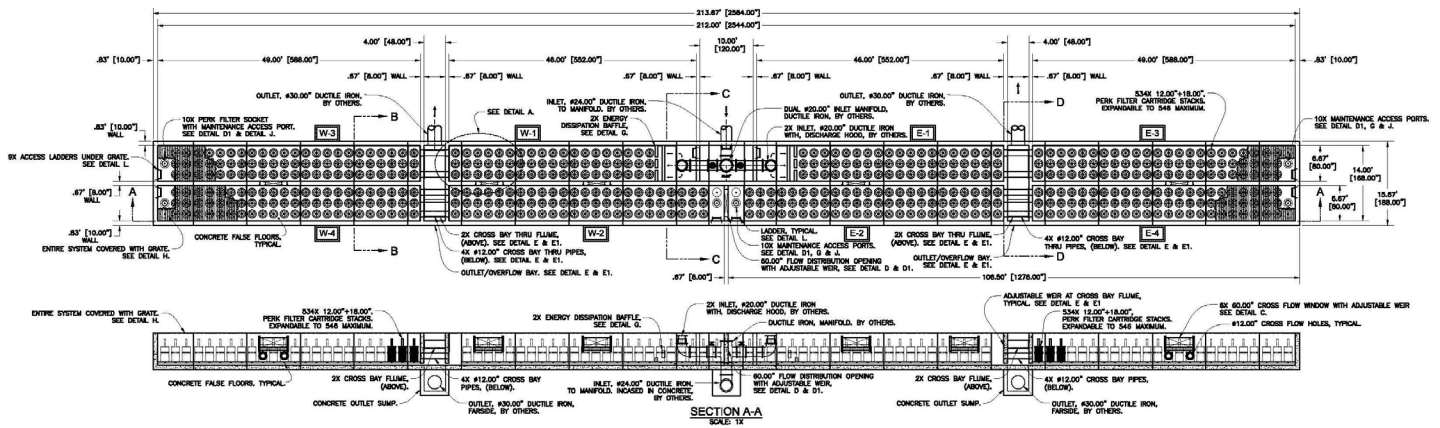 213.67' [2564.00"]
212.00' [2544.00"]
4.00' [48.00"]
10.00'
[120.00"]
4.00' [48.00"]
.83' [10.00"]
49.00' [588.00"]
46.00' [552.00"]
46.00' [552.00"]
49.00' [588.00"]
.83' [10.00"]
.67' [8.00"] WALL
.67' [8.00"] WALL
.67' [8.00"] WALL
.67' [8.00"] WALL
.67' [8.00"] WALL
.67' [8.00"] WALL
OUTLET, ø30.00" DUCTILE IRON,
BY OTHERS.
SEE DETAIL A.
INLET, ø24.00" DUCTILE IRON,
TO MANIFOLD. BY OTHERS.
2X ENERGY
DISSIPATION BAFFLE,
SEE DETAIL G.
C
OUTLET, ø30.00" DUCTILE IRON,
BY OTHERS.
DUAL ø20.00" INLET MANIFOLD,
DUCTILE IRON, BY OTHERS.
2X INLET, ø20.00" DUCTILE IRON
WITH, DISCHARGE HOOD, BY OTHERS.
D
534X 12.00"+18.00",
PERK FILTER CARTRIDGE STACKS.
EXPANDABLE TO 546 MAXIMUM.
10X MAINTENANCE ACCESS PORTS.
SEE DETAIL D1, G & J.
10X PERK FILTER SOCKET
WITH MAINTENANCE ACCESS PORT.
SEE DETAIL D1 & DETAIL J.
W-3
B
W-1
E-1
E-3
.83' [10.00"]
WALL
9X ACCESS LADDERS UNDER GRATE.
SEE DETAIL L.
.67' [8.00"]
WALL
A
.83' [10.00"]
WALL
6.67'
[80.00"]
14.00'
[168.00"]
15.67'
[188.00"]
A
6.67'
[80.00"]
ENTIRE SYSTEM COVERED WITH GRATE.
SEE DETAIL H.
CONCRETE FALSE FLOORS,
TYPICAL.
W-4
B
2X CROSS BAY THRU FLUME,
(ABOVE). SEE DETAIL E & E1.
4X ø12.00" CROSS BAY THRU PIPES,
(BELOW). SEE DETAIL E & E1.
OUTLET/OVERFLOW BAY. SEE DETAIL E & E1.
W-2
C
LADDER, TYPICAL.
SEE DETAIL L.
10X MAINTENANCE ACCESS PORTS.
SEE DETAIL D1, G & J.
60.00" FLOW DISTRIBUTION OPENING
WITH ADJUSTABLE WEIR, SEE DETAIL D & D1.
E-2
2X CROSS BAY THRU FLUME,
(ABOVE). SEE DETAIL E & E1.
OUTLET/OVERFLOW BAY.
SEE DETAIL E & E1.
D
4X ø12.00" CROSS BAY
THRU PIPES, (BELOW). SEE DETAIL E & E1.
E-4
.67' [8.00"]
106.50' [1278.00"]
ENTIRE SYSTEM COVERED WITH GRATE.
SEE DETAIL H.
534X 12.00"+18.00",
PERK FILTER CARTRIDGE STACKS.
EXPANDABLE TO 546 MAXIMUM.
2X ENERGY DISSIPATION BAFFLE,
SEE DETAIL G.
2X INLET, ø20.00" DUCTILE IRON
WITH, DISCHARGE HOOD, BY OTHERS.
DUCTILE IRON, MANIFOLD. BY OTHERS.
ADJUSTABLE WEIR AT CROSS BAY FLUME,
TYPICAL. SEE DETAIL E & E1
534X 12.00"+18.00",
PERK FILTER CARTRIDGE STACKS.
EXPANDABLE TO 546 MAXIMUM.
6X 60.00" CROSS FLOW WINDOW WITH ADJUSTABLE WEIR
SEE DETAIL C.
ø12.00" CROSS FLOW HOLES, TYPICAL.
CONCRETE FALSE FLOORS, TYPICAL.
2X CROSS BAY FLUME,
(ABOVE).
CONCRETE OUTLET SUMP.
4X ø12.00" CROSS BAY
PIPES, (BELOW).
OUTLET, ø30.00" DUCTILE IRON,
FARSIDE, BY OTHERS.
INLET, ø24.00" DUCTILE IRON,
TO MANIFOLD. INCASED IN CONCRETE,
BY OTHERS.
60.00" FLOW DISTRIBUTION OPENING
WITH ADJUSTABLE WEIR,
SEE DETAIL D & D1.
2X CROSS BAY FLUME,
(ABOVE).
CONCRETE OUTLET SUMP.
4X ø12.00" CROSS BAY PIPES,
(BELOW).
OUTLET, ø30.00" DUCTILE IRON,
FARSIDE, BY OTHERS.
SECTION A-A
SCALE: 1X